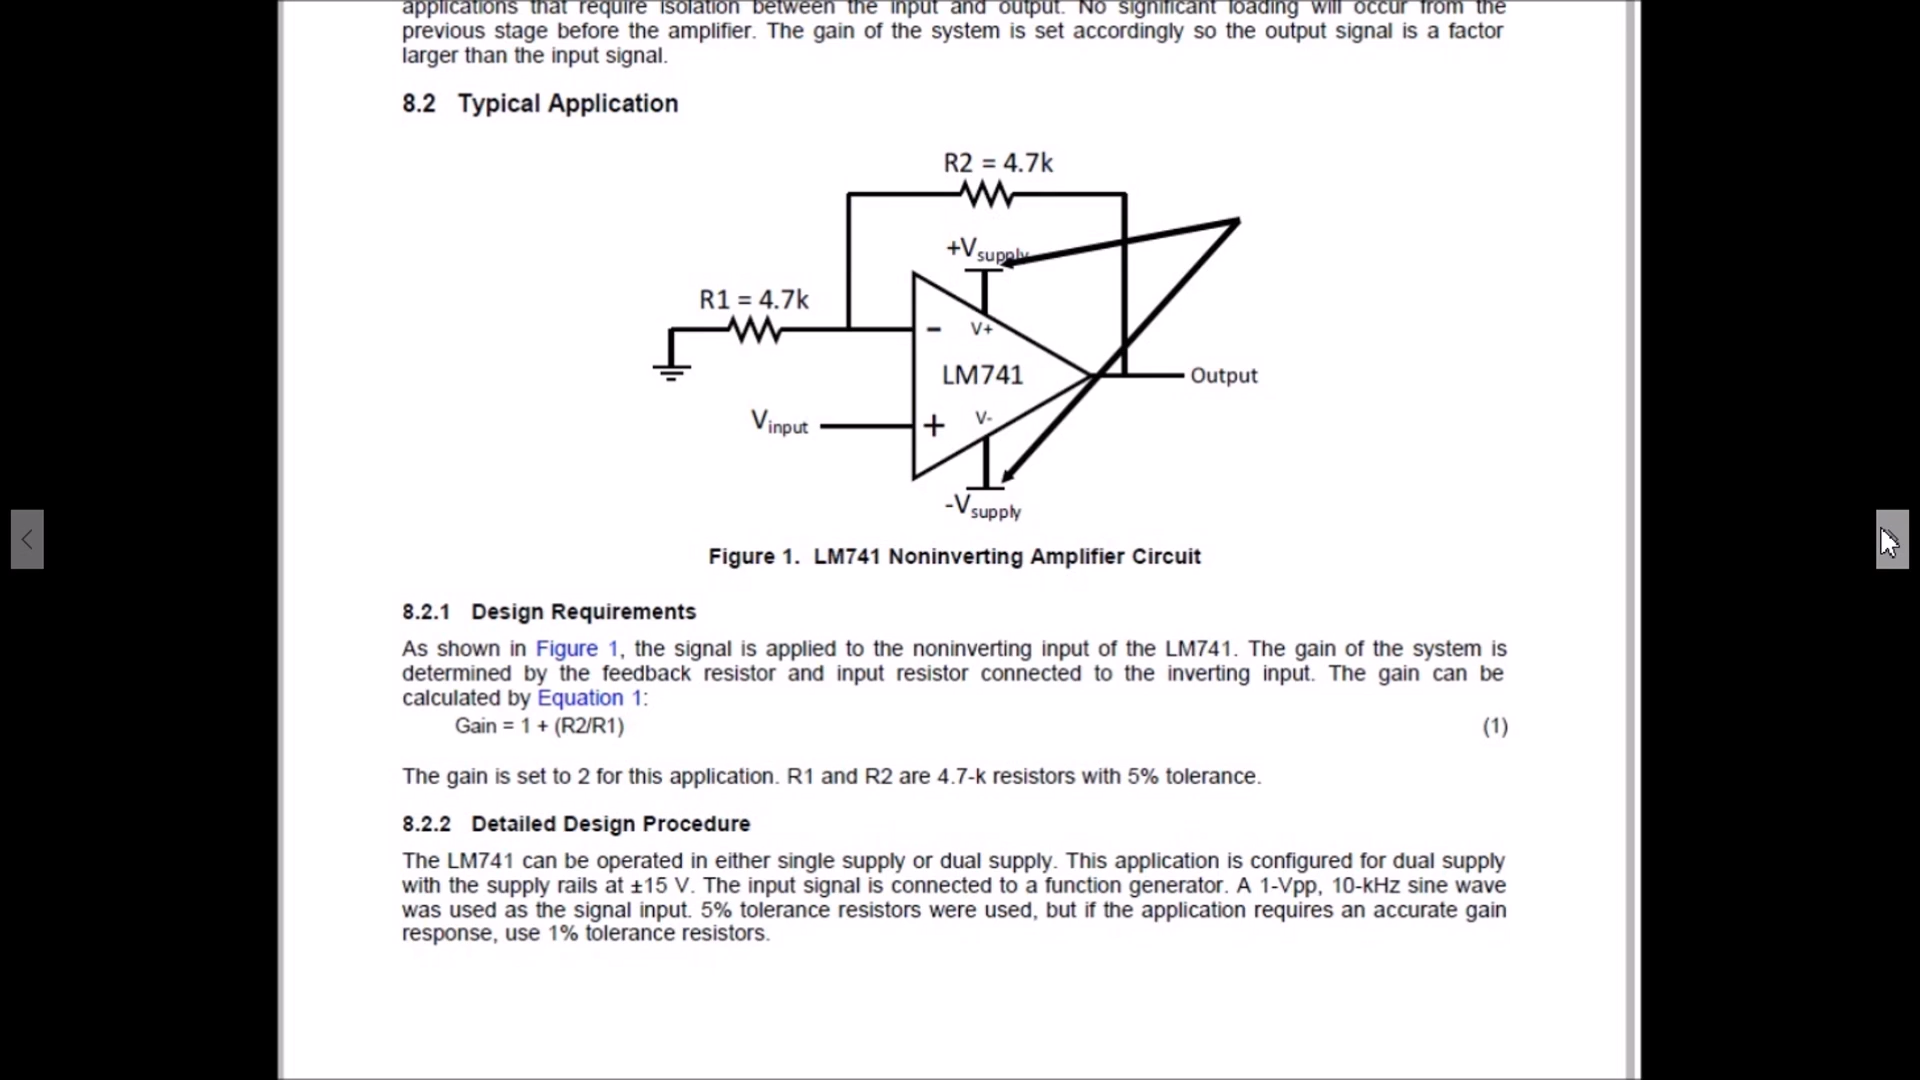 applications that require isolation between the input and output. No significant loading will occur from the
previous stage before the amplifier. The gain of the system is set accordingly so the output signal is a factor
larger than the input signal.
8.2 Typical Application
R2 = 4.7k
+Vsupply
R1 = 4.7k
− V+
LM741
Output
Vinput
+ V-
-Vsupply
Figure 1. LM741 Noninverting Amplifier Circuit
8.2.1 Design Requirements
As shown in Figure 1, the signal is applied to the noninverting input of the LM741. The gain of the system is
determined by the feedback resistor and input resistor connected to the inverting input. The gain can be
calculated by Equation 1:
Gain = 1 + (R2/R1) (1)
The gain is set to 2 for this application. R1 and R2 are 4.7-k resistors with 5% tolerance.
8.2.2 Detailed Design Procedure
The LM741 can be operated in either single supply or dual supply. This application is configured for dual supply
with the supply rails at ±15 V. The input signal is connected to a function generator. A 1-Vpp, 10-kHz sine wave
was used as the signal input. 5% tolerance resistors were used, but if the application requires an accurate gain
response, use 1% tolerance resistors.